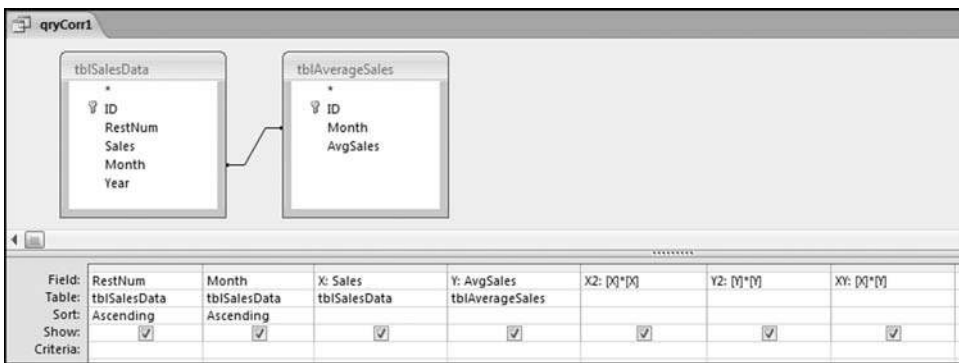 qryCorr1
tblSalesData
*
ID
RestNum
Sales
Month
Year
tblAverageSales
*
ID
Month
AvgSales
Field: RestNum Month X: Sales Y: AvgSales X2: [X]*[X] Y2: [Y]*[Y] XY: [X]*[Y]
Table: tblSalesData tblSalesData tblSalesData tblAverageSales
Sort: Ascending Ascending
Show:
Criteria: